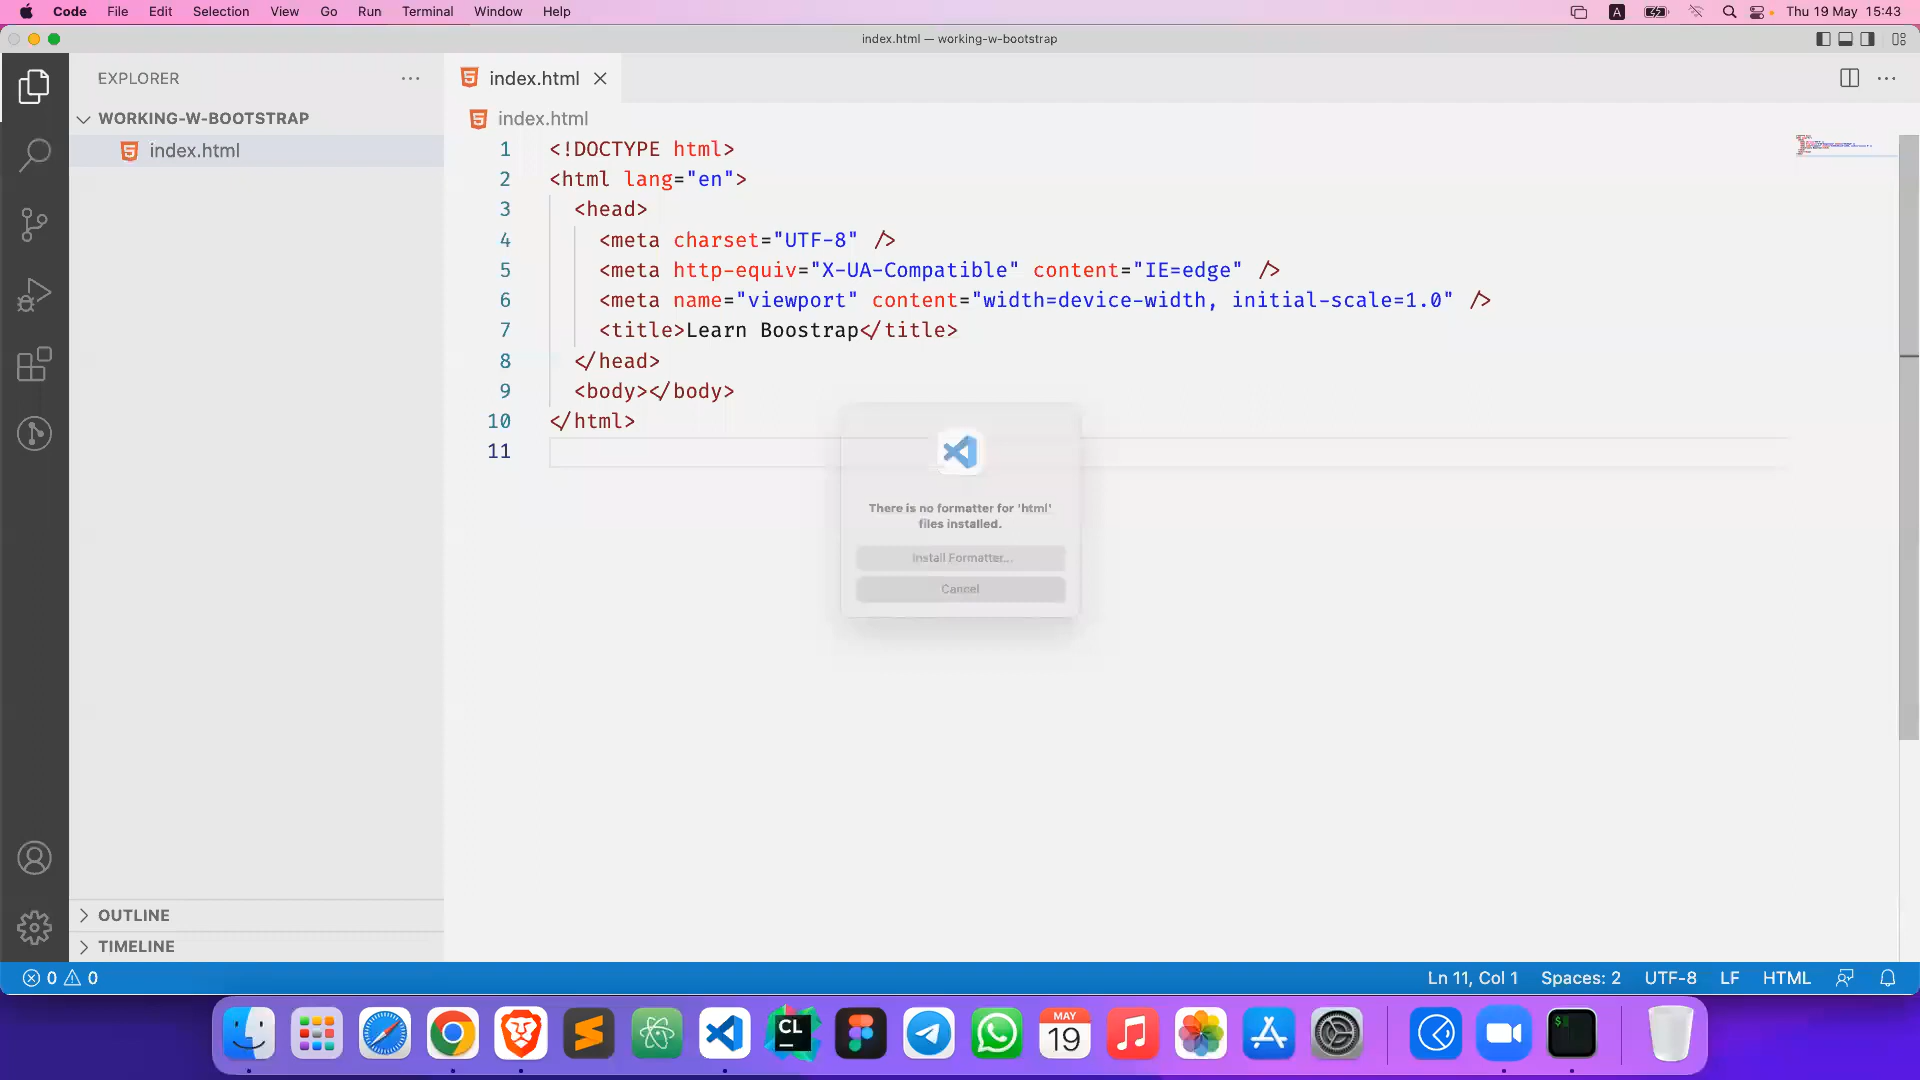 Code File Edit Selection View Go Run Terminal Window Help A Thu 19 May 15:43
index.html — working-w-bootstrap
EXPLORER
index.html
WORKING-W-BOOTSTRAP
index.html
index.html
1 <!DOCTYPE html>
2 <html lang="en">
3 <head>
4 <meta charset="UTF-8" />
5 <meta http-equiv="X-UA-Compatible" content="IE=edge" />
6 <meta name="viewport" content="width=device-width, initial-scale=1.0" />
7 <title>Learn Boostrap</title>
8 </head>
9 <body></body>
10 </html>
11
There is no formatter for 'html'
files installed.
Install Formatter...
Cancel
OUTLINE
TIMELINE
0 0 Ln 11, Col 1 Spaces: 2 UTF-8 LF HTML
CL
MAY
19
$